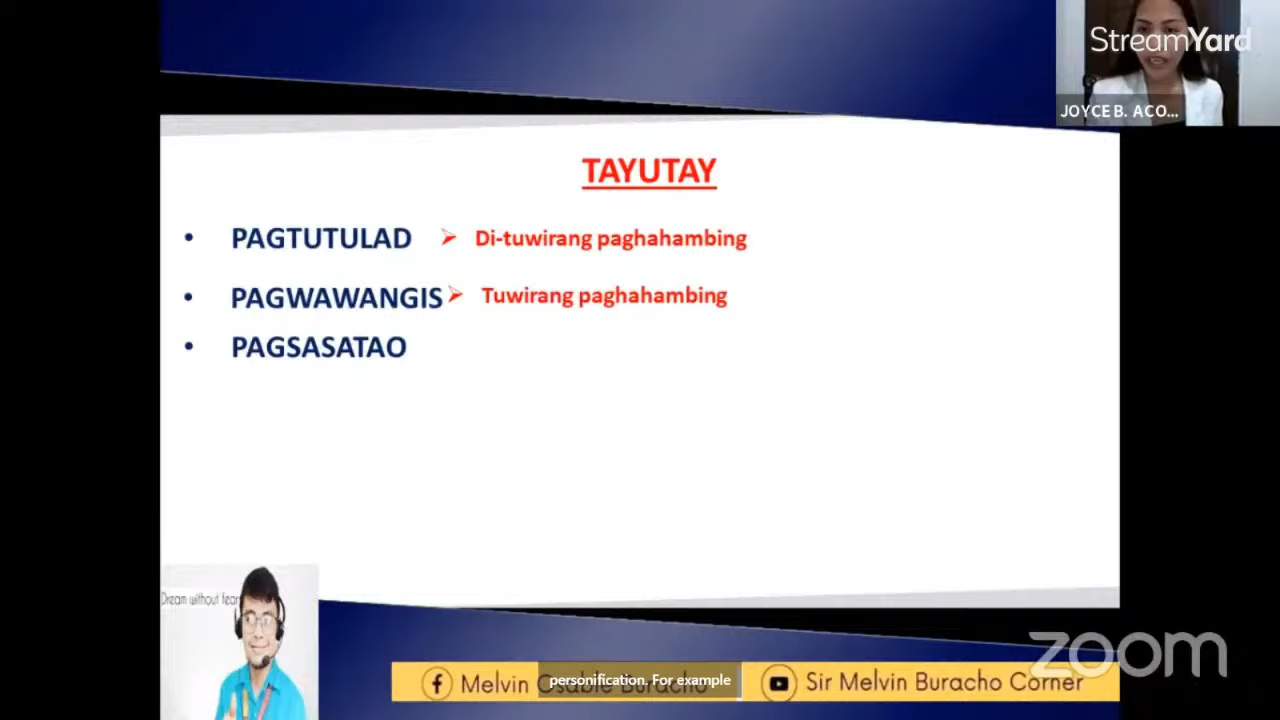 StreamYard
JOYCE B. ACO...
TAYUTAY
• PAGTUTULAD ➢ Di-tuwirang paghahambing
• PAGWAWANGIS ➢ Tuwirang paghahambing
• PAGSASATAO
Dream without fear
zoom
Melvin Osable Buracho
personification. For example
Sir Melvin Buracho Corner